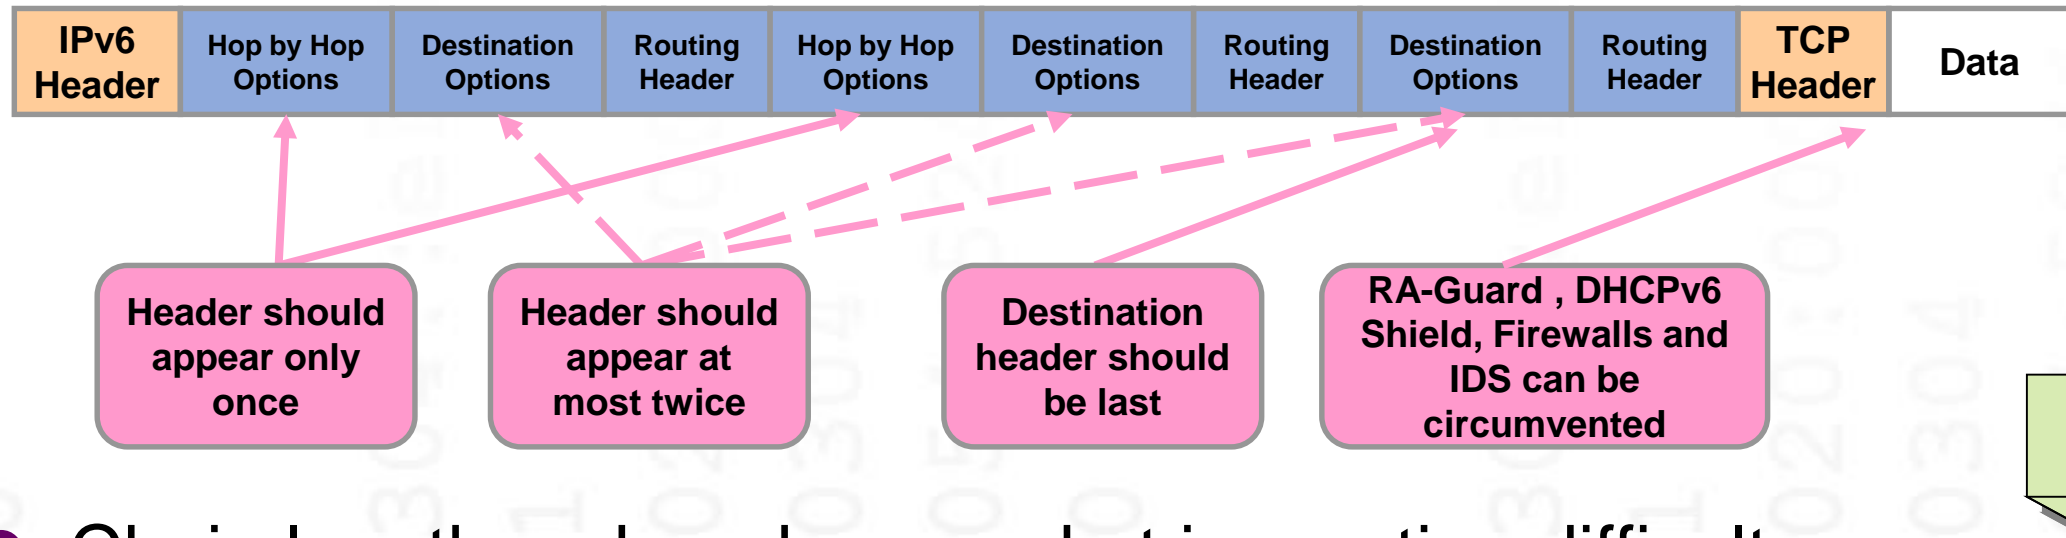 IPv6
Header
Hop by Hop
Options
Destination
Options
Routing
Header
Hop by Hop
Options
Destination
Options
Routing
Header
Destination
Options
Routing
Header
TCP
Header
Data
Header should
appear only
once
Header should
appear at
most twice
Destination
header should
be last
RA-Guard , DHCPv6
Shield, Firewalls and
IDS can be
circumvented